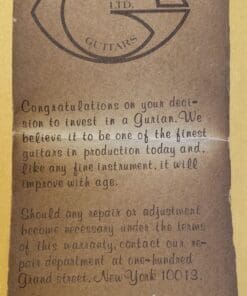 LTD.
GUITARS
Congratulations on your deci-
sion to invest in a Gurian. We
believe it to be one of the finest
guitars in production today and,
like any fine instrument, it will
improve with age.
Should any repair or adjustment
become necessary under the terms
of this warranty, contact our re-
pair department at one-hundred
Grand street, New York 10013.